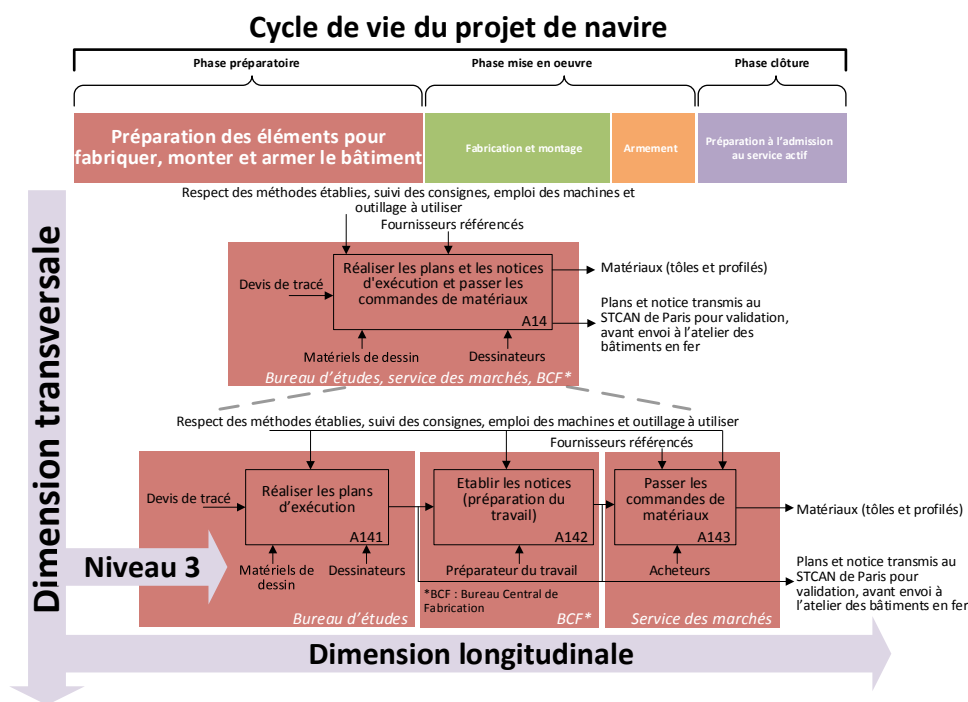 Cycle de vie du projet de navire
Phase préparatoire
Phase mise en oeuvre
Phase clôture
Préparation des éléments pour
fabriquer, monter et armer le bâtiment
Fabrication et montage
Armement
Préparation à l'admission
au service actif
Dimension transversale
Respect des méthodes établies, suivi des consignes, emploi des machines et
outillage à utiliser
Fournisseurs référencés
Devis de tracé
Réaliser les plans et les notices
d'exécution et passer les
commandes de matériaux
A14
Matériaux (tôles et profilés)
Plans et notice transmis au
STCAN de Paris pour validation,
avant envoi à l'atelier des
bâtiments en fer
Matériels de dessin
Dessinateurs
Bureau d'études, service des marchés, BCF*
Respect des méthodes établies, suivi des consignes, emploi des machines et outillage à utiliser
Fournisseurs référencés
Devis de tracé
Réaliser les plans
d'exécution
A141
Etablir les notices
(préparation du
travail)
A142
Passer les
commandes de
matériaux
A143
Matériaux (tôles et profilés)
Niveau 3
Matériels de
dessin
Dessinateurs
Préparateur du travail
Acheteurs
Plans et notice transmis au
STCAN de Paris pour
validation, avant envoi à
l'atelier des bâtiments en fer
*BCF : Bureau Central de
Fabrication
Bureau d'études
BCF*
Service des marchés
Dimension longitudinale